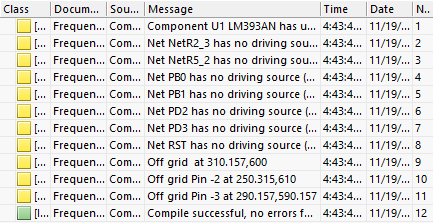 Class Docum... Sou... Message Time Date N..
[... Frequen... Com... Component U1 LM393AN has u... 4:43:4... 11/19/... 1
[... Frequen... Com... Net NetR2_3 has no driving sour... 4:43:4... 11/19/... 2
[... Frequen... Com... Net NetR5_2 has no driving sour... 4:43:4... 11/19/... 3
[... Frequen... Com... Net PB0 has no driving source (... 4:43:4... 11/19/... 4
[... Frequen... Com... Net PB1 has no driving source (... 4:43:4... 11/19/... 5
[... Frequen... Com... Net PD2 has no driving source (... 4:43:4... 11/19/... 6
[... Frequen... Com... Net PD3 has no driving source (... 4:43:4... 11/19/... 7
[... Frequen... Com... Net RST has no driving source (... 4:43:4... 11/19/... 8
[... Frequen... Com... Off grid at 310.157,600 4:43:4... 11/19/... 9
[... Frequen... Com... Off grid Pin -2 at 250.315,610 4:43:4... 11/19/... 10
[... Frequen... Com... Off grid Pin -3 at 290.157,590.157 4:43:4... 11/19/... 11
[... Frequen... Com... Compile successful, no errors f... 4:43:4... 11/19/... 12